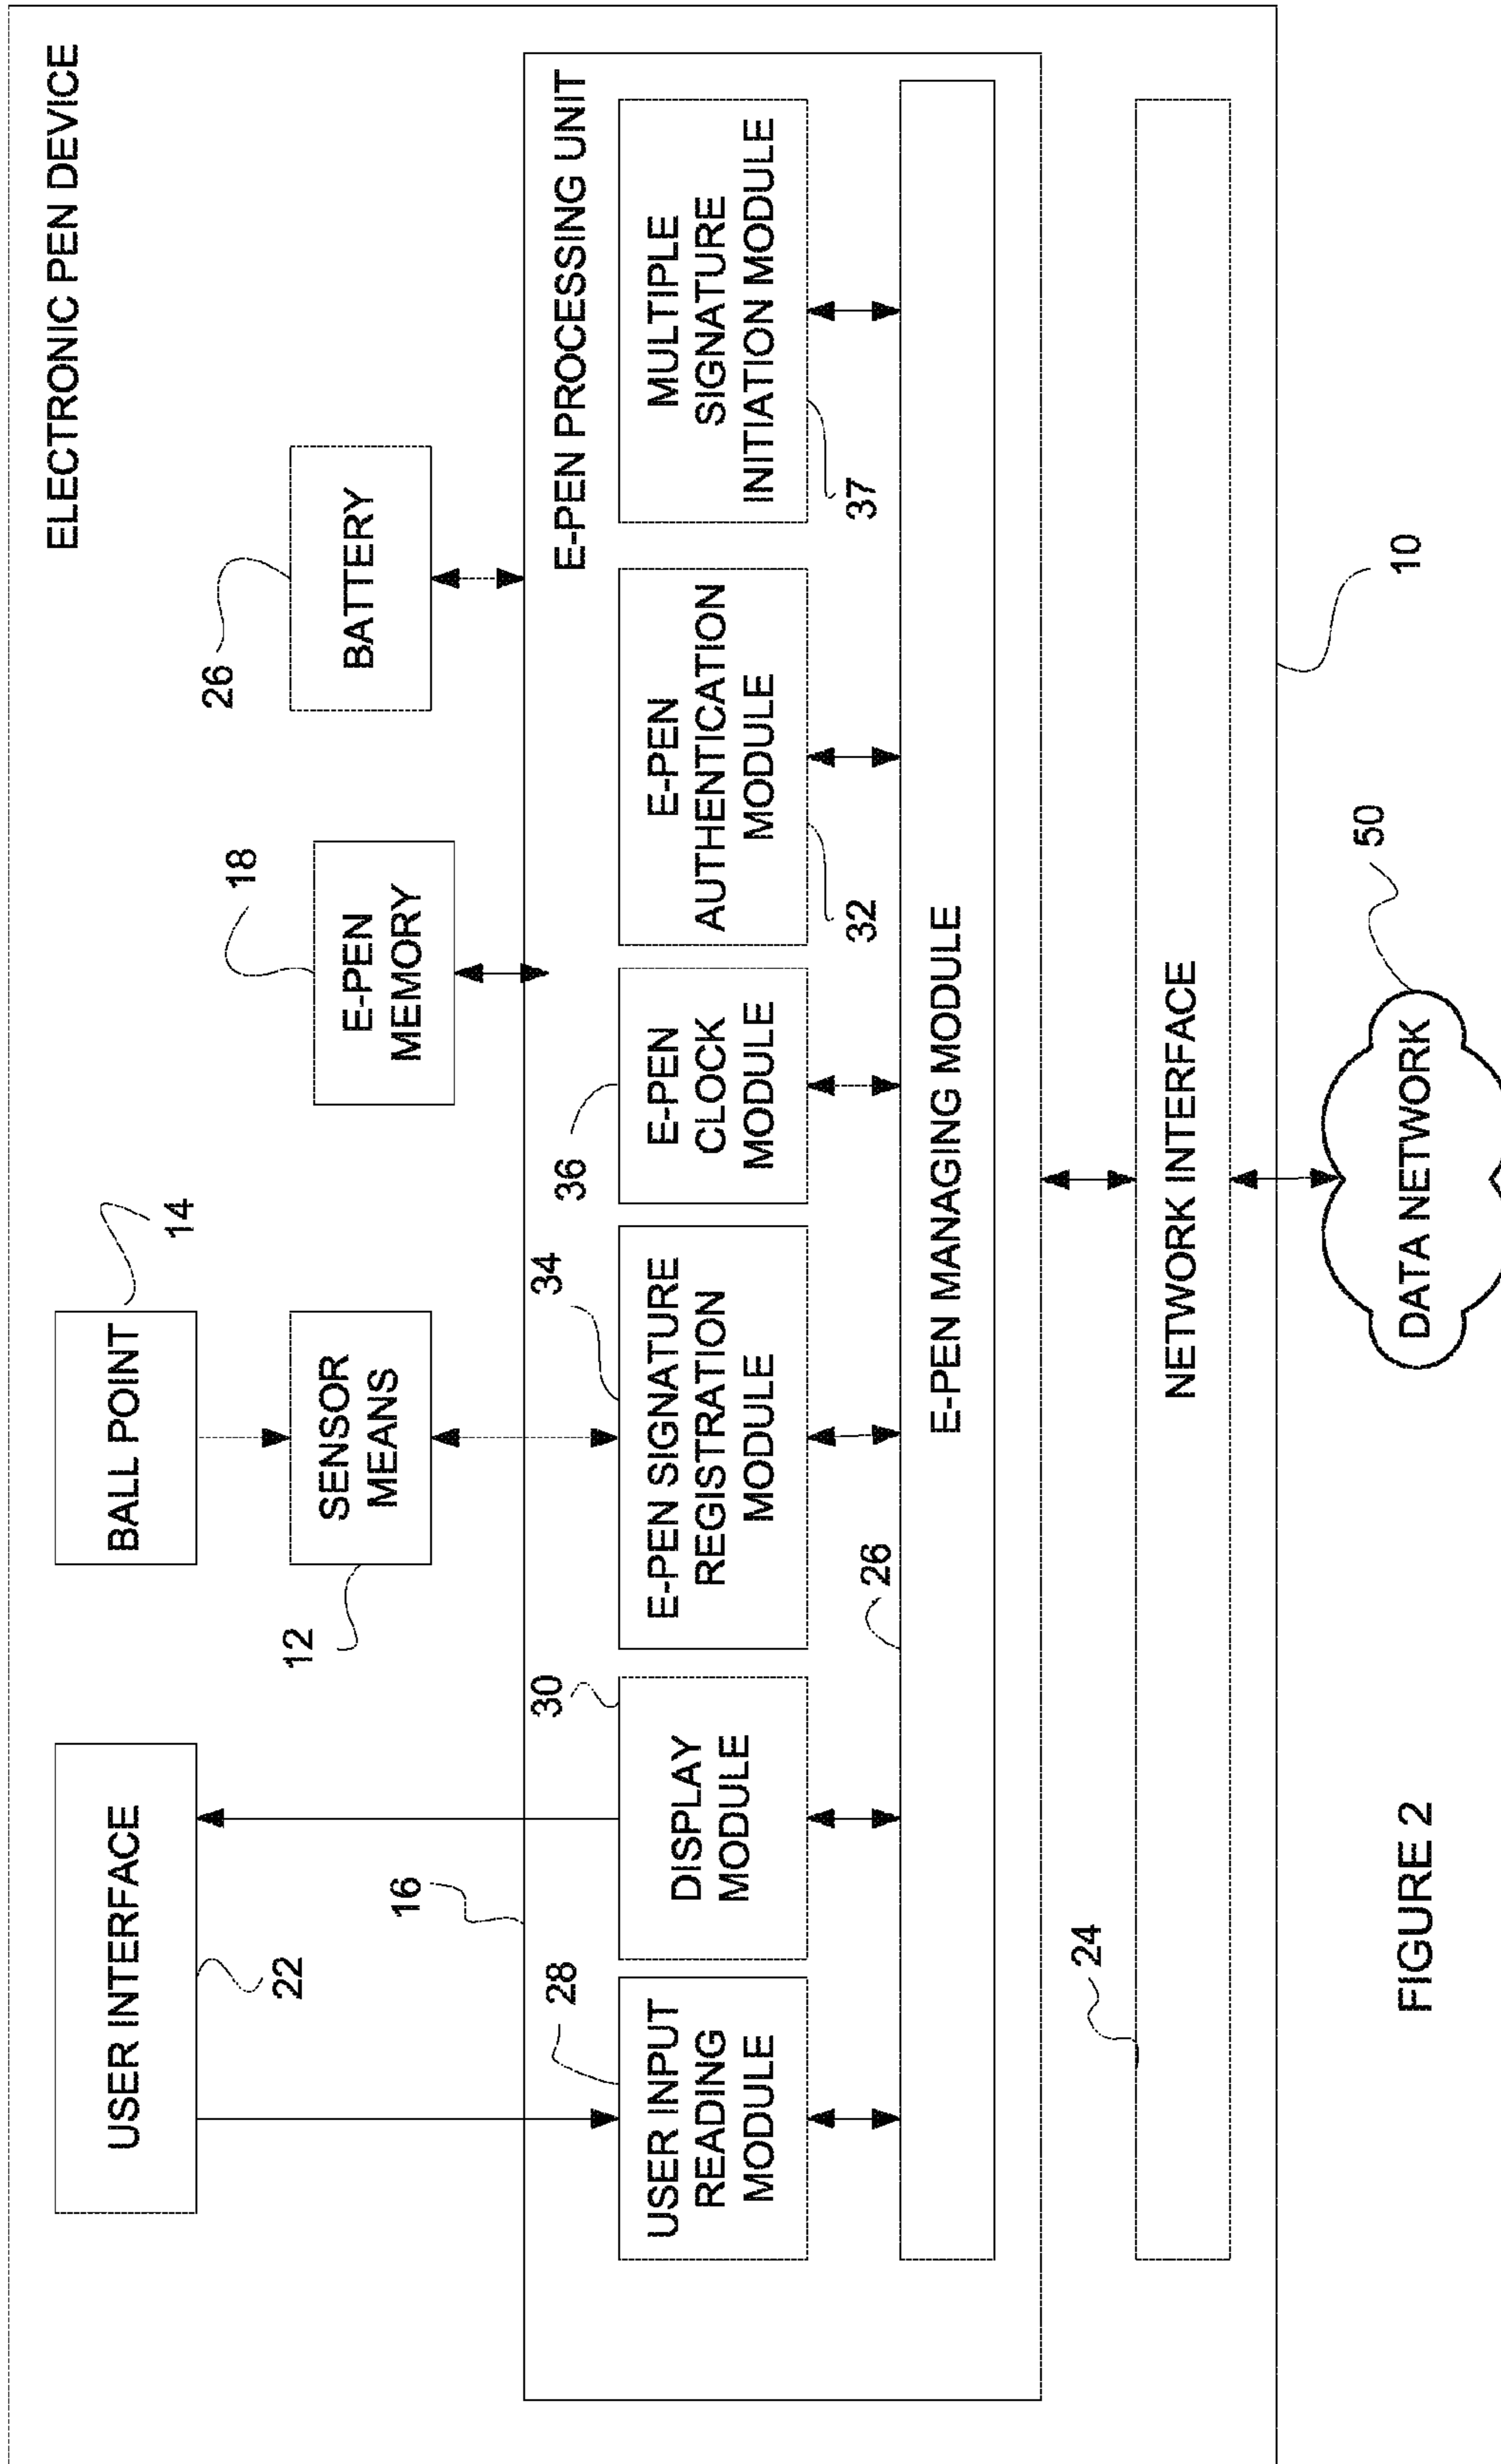 ELECTRONIC PEN DEVICE
USER INTERFACE
22
BALL POINT
14
SENSOR
MEANS
12
E-PEN
MEMORY
18
BATTERY
26
E-PEN PROCESSING UNIT
16
USER INPUT
READING
MODULE
28
DISPLAY
MODULE
30
E-PEN SIGNATURE
REGISTRATION
MODULE
34
E-PEN
CLOCK
MODULE
36
E-PEN
AUTHENTICATION
MODULE
32
MULTIPLE
SIGNATURE
INITIATION MODULE
37
26
E-PEN MANAGING MODULE
24
NETWORK INTERFACE
10
DATA NETWORK
50
FIGURE 2